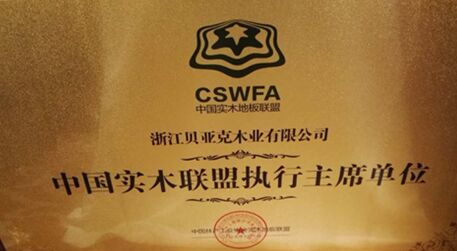 CSWFA
中国实木地板联盟
浙江贝亚克木业有限公司
中国实木联盟执行主席单位